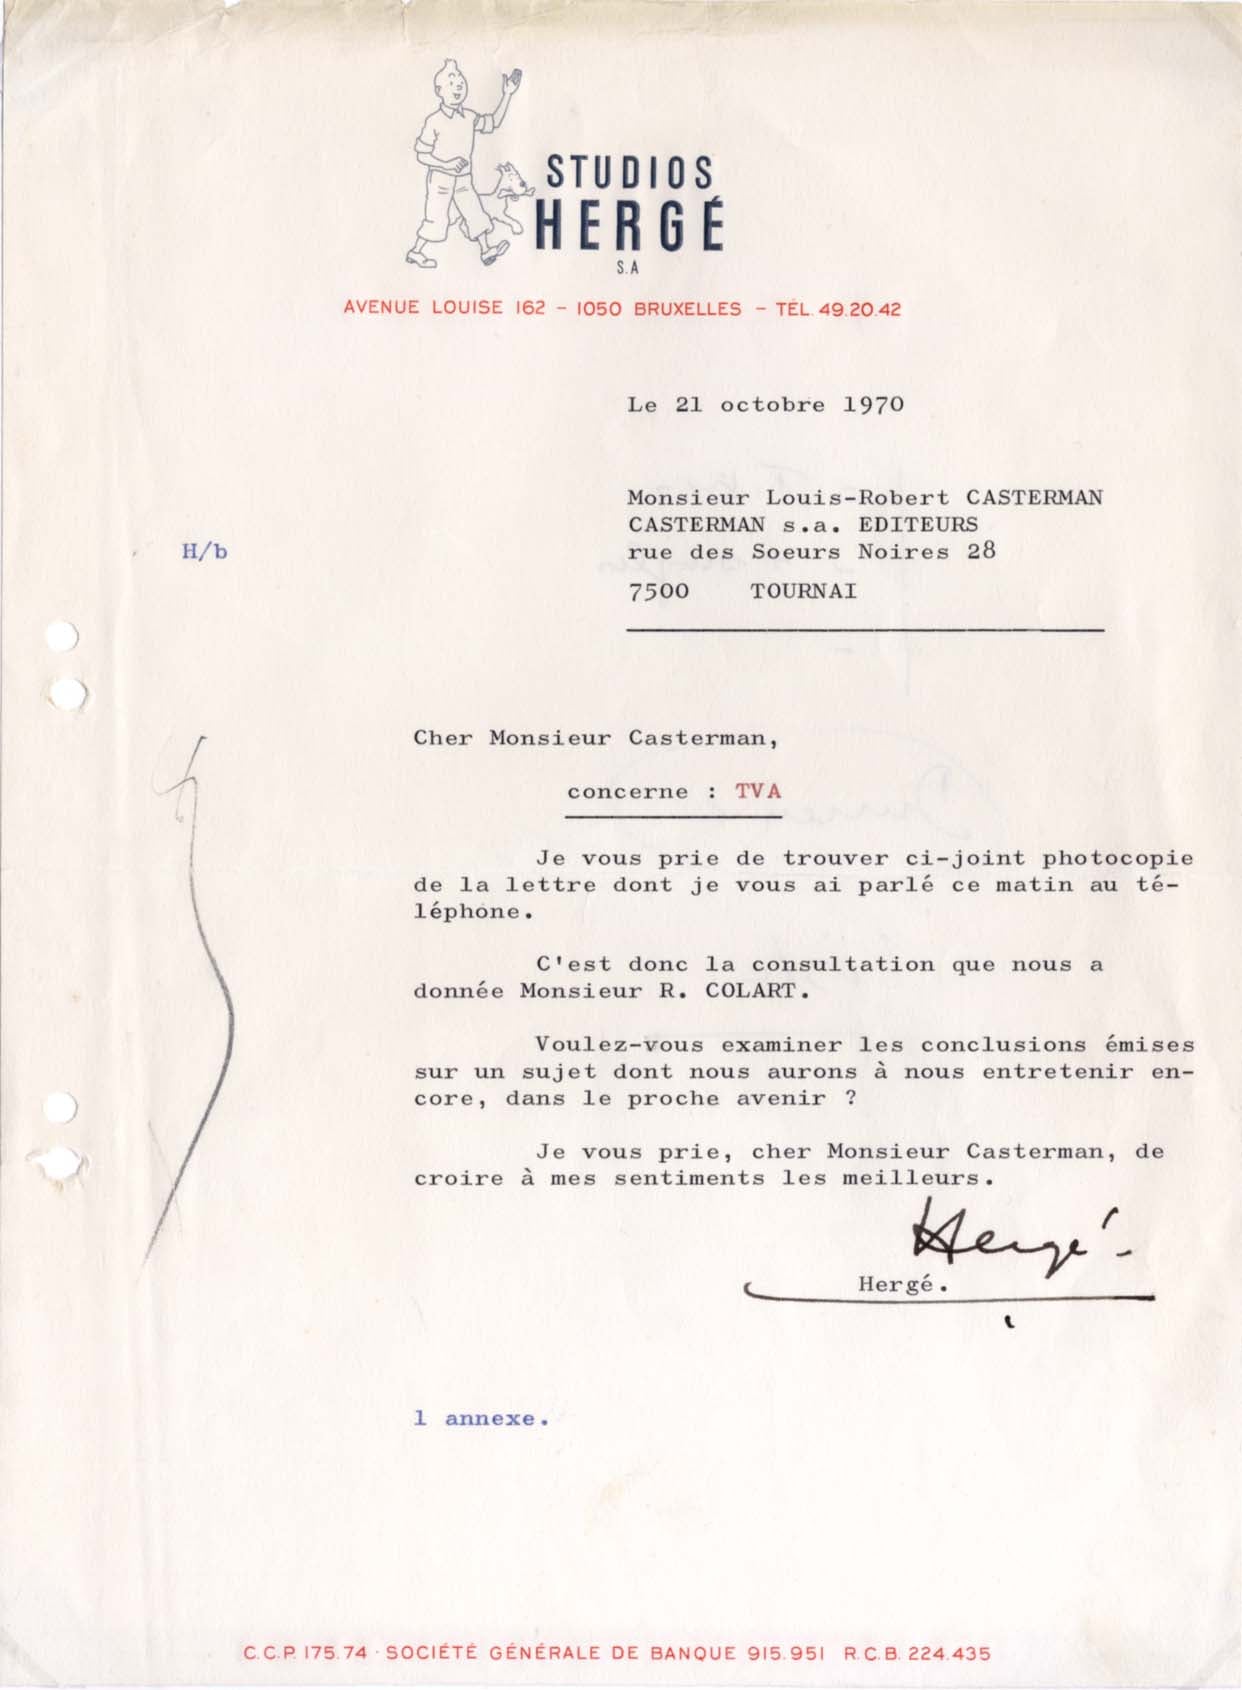 STUDIOS
HERGÉ
S.A
AVENUE LOUISE 162 – 1050 BRUXELLES – TÉL. 49.20.42
Le 21 octobre 1970
Monsieur Louis-Robert CASTERMAN
CASTERMAN s.a. EDITEURS
H/b
rue des Soeurs Noires 28
7500 TOURNAI
Cher Monsieur Casterman,
concerne : TVA
Je vous prie de trouver ci-joint photocopie
de la lettre dont je vous ai parlé ce matin au té-
léphone.
C'est donc la consultation que nous a
donnée Monsieur R. COLART.
Voulez-vous examiner les conclusions émises
sur un sujet dont nous aurons à nous entretenir en-
core, dans le proche avenir ?
Je vous prie, cher Monsieur Casterman, de
croire à mes sentiments les meilleurs.
Hergé.
Hergé.
1 annexe.
C.C.P. 175.74 · SOCIÉTÉ GÉNÉRALE DE BANQUE 915.951 R.C.B. 224.435